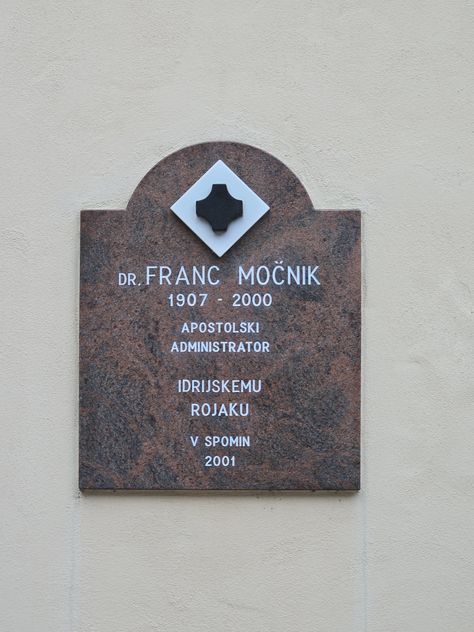 DR. FRANC MOČNIK
1907 - 2000
APOSTOLSKI
ADMINISTRATOR
IDRIJSKEMU
ROJAKU
V SPOMIN
2001